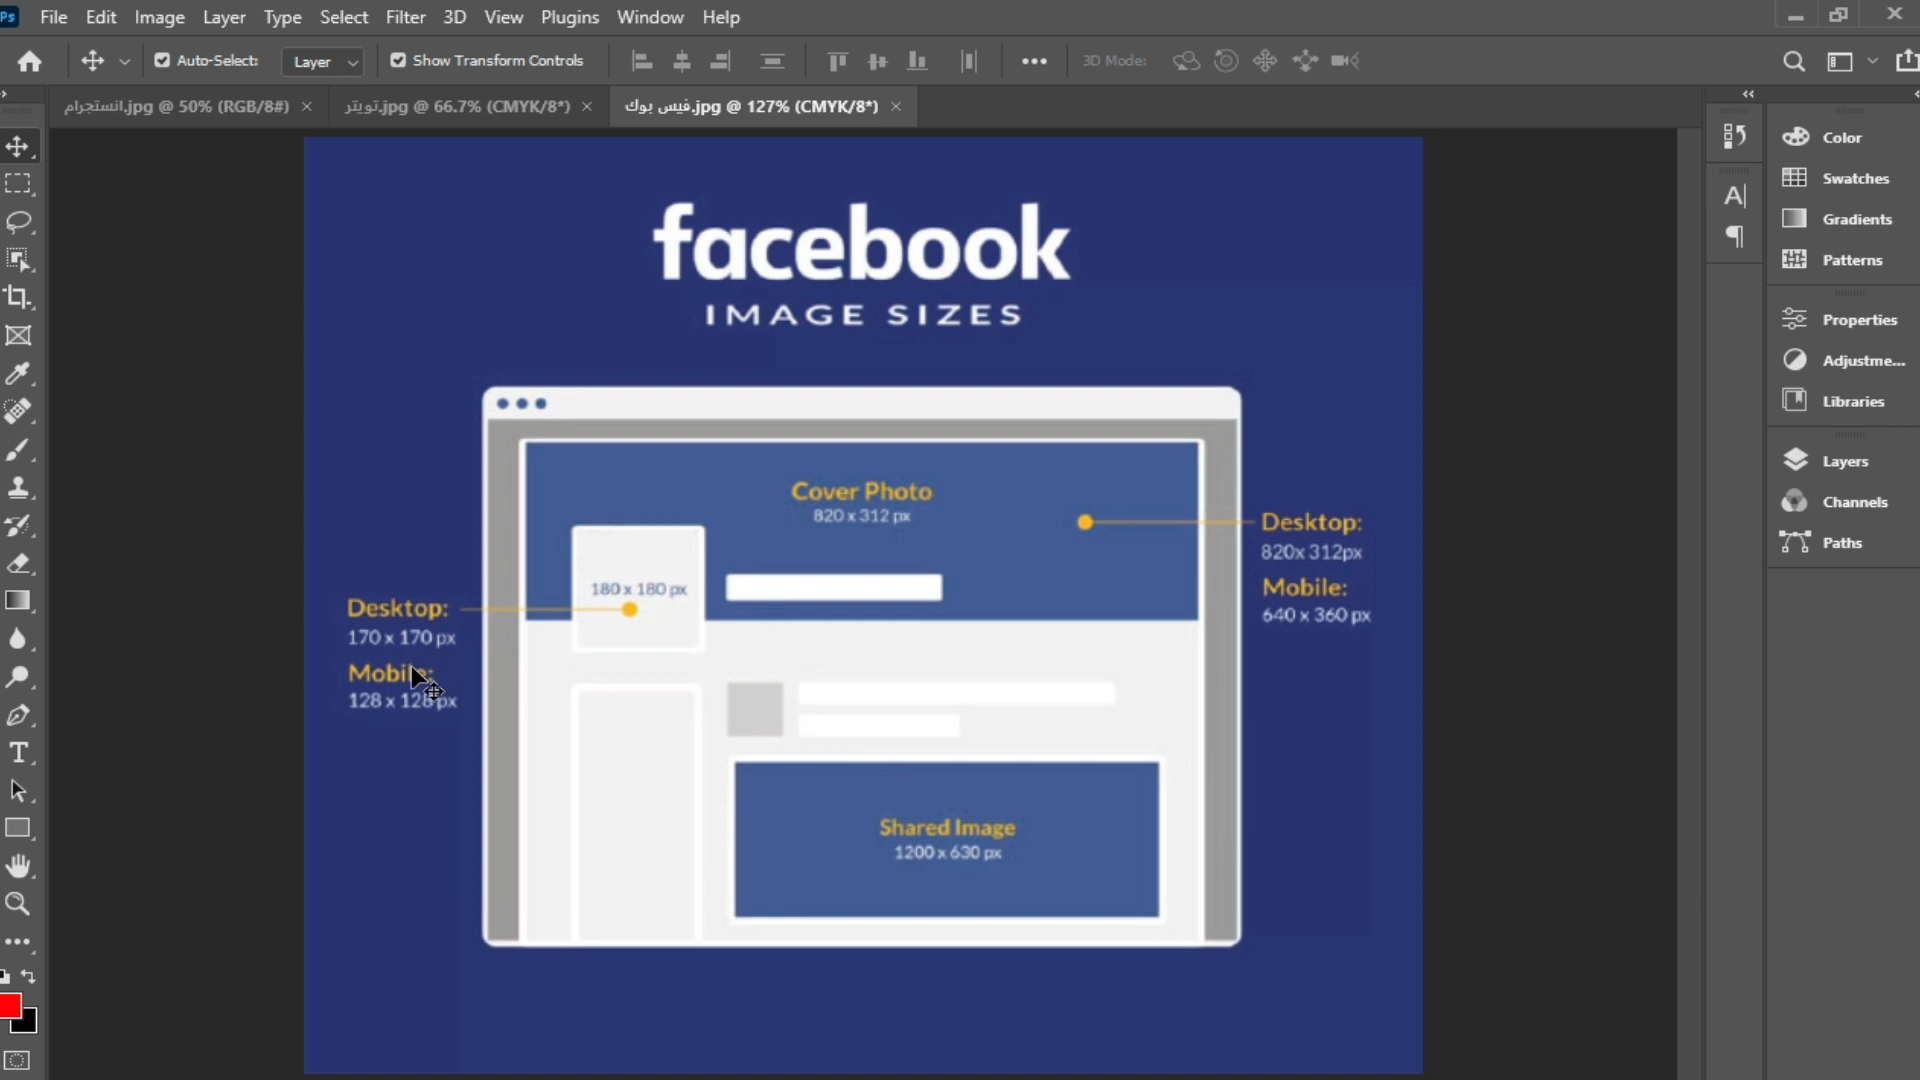 Ps File Edit Image Layer Type Select Filter 3D View Plugins Window Help
Auto-Select: Layer Show Transform Controls 3D Mode:
انستجرام.jpg @ 50% (RGB/8#) × تويتر.jpg @ 66.7% (CMYK/8*) × فيس بوك.jpg @ 127% (CMYK/8*) ×
facebook
IMAGE SIZES
Cover Photo
820 x 312 px
180 x 180 px
Desktop:
170 x 170 px
Mobile:
128 x 128 px
Desktop:
820x 312px
Mobile:
640 x 360 px
Shared Image
1200 x 630 px
Color
Swatches
Gradients
Patterns
Properties
Adjustme...
Libraries
Layers
Channels
Paths